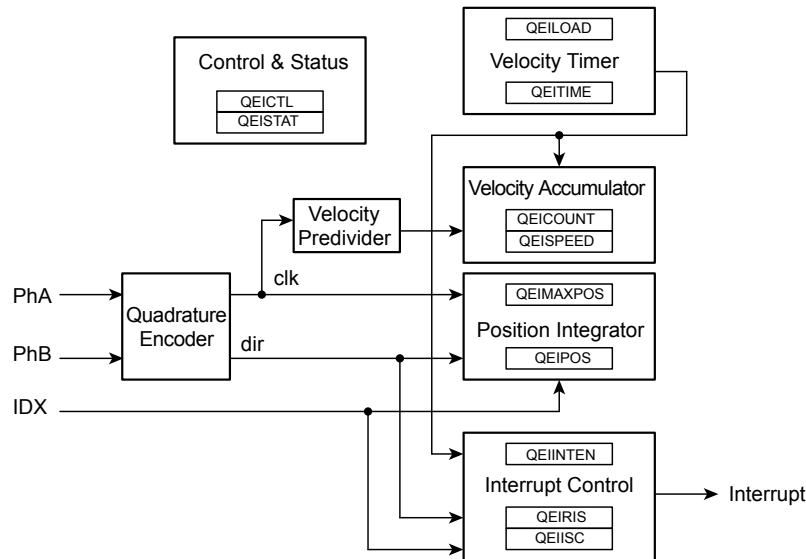 Control & Status
QEICTL
QEISTAT
QEILOAD
Velocity Timer
QEITIME
Velocity Accumulator
QEICOUNT
QEISPEED
Velocity
Predivider
PhA
PhB
IDX
Quadrature
Encoder
clk
dir
QEIMAXPOS
Position Integrator
QEIPOS
QEIINTEN
Interrupt Control
QEIRIS
QEIISC
Interrupt